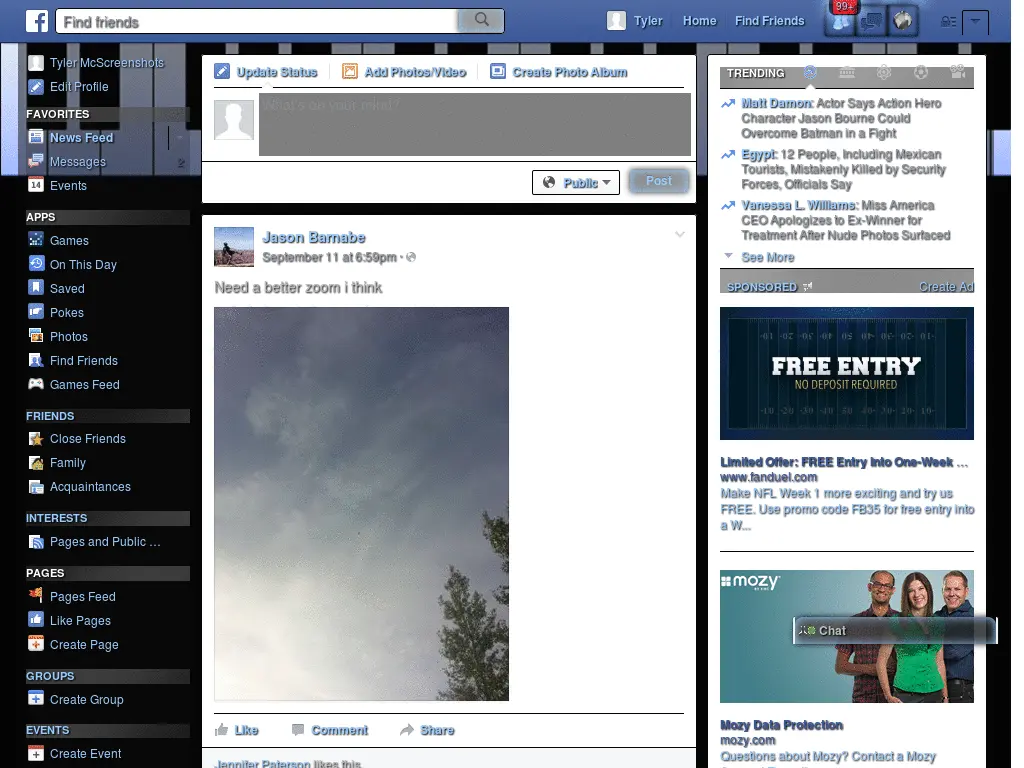 Find friends
99+
Tyler
Home
Find Friends
Tyler McScreenshots
Edit Profile
FAVORITES
News Feed
Messages
2
14
Events
APPS
Games
On This Day
Saved
Pokes
Photos
Find Friends
Games Feed
FRIENDS
Close Friends
Family
Acquaintances
INTERESTS
Pages and Public ...
PAGES
Pages Feed
Like Pages
Create Page
GROUPS
Create Group
EVENTS
Create Event
Update Status
Add Photos/Video
Create Photo Album
What's on your mind?
Public
Post
Jason Barnabe
September 11 at 6:59pm ·
Need a better zoom i think
Like
Comment
Share
Jennifer Paterson likes this.
TRENDING
Matt Damon: Actor Says Action Hero
Character Jason Bourne Could
Overcome Batman in a Fight
Egypt: 12 People, Including Mexican
Tourists, Mistakenly Killed by Security
Forces, Officials Say
Vanessa L. Williams: Miss America
CEO Apologizes to Ex-Winner for
Treatment After Nude Photos Surfaced
See More
SPONSORED
Create Ad
FREE ENTRY
NO DEPOSIT REQUIRED
Limited Offer: FREE Entry Into One-Week ...
www.fanduel.com
Make NFL Week 1 more exciting and try us
FREE. Use promo code FB35 for free entry into
a W...
mozy
Chat
Mozy Data Protection
mozy.com
Questions about Mozy? Contact a Mozy